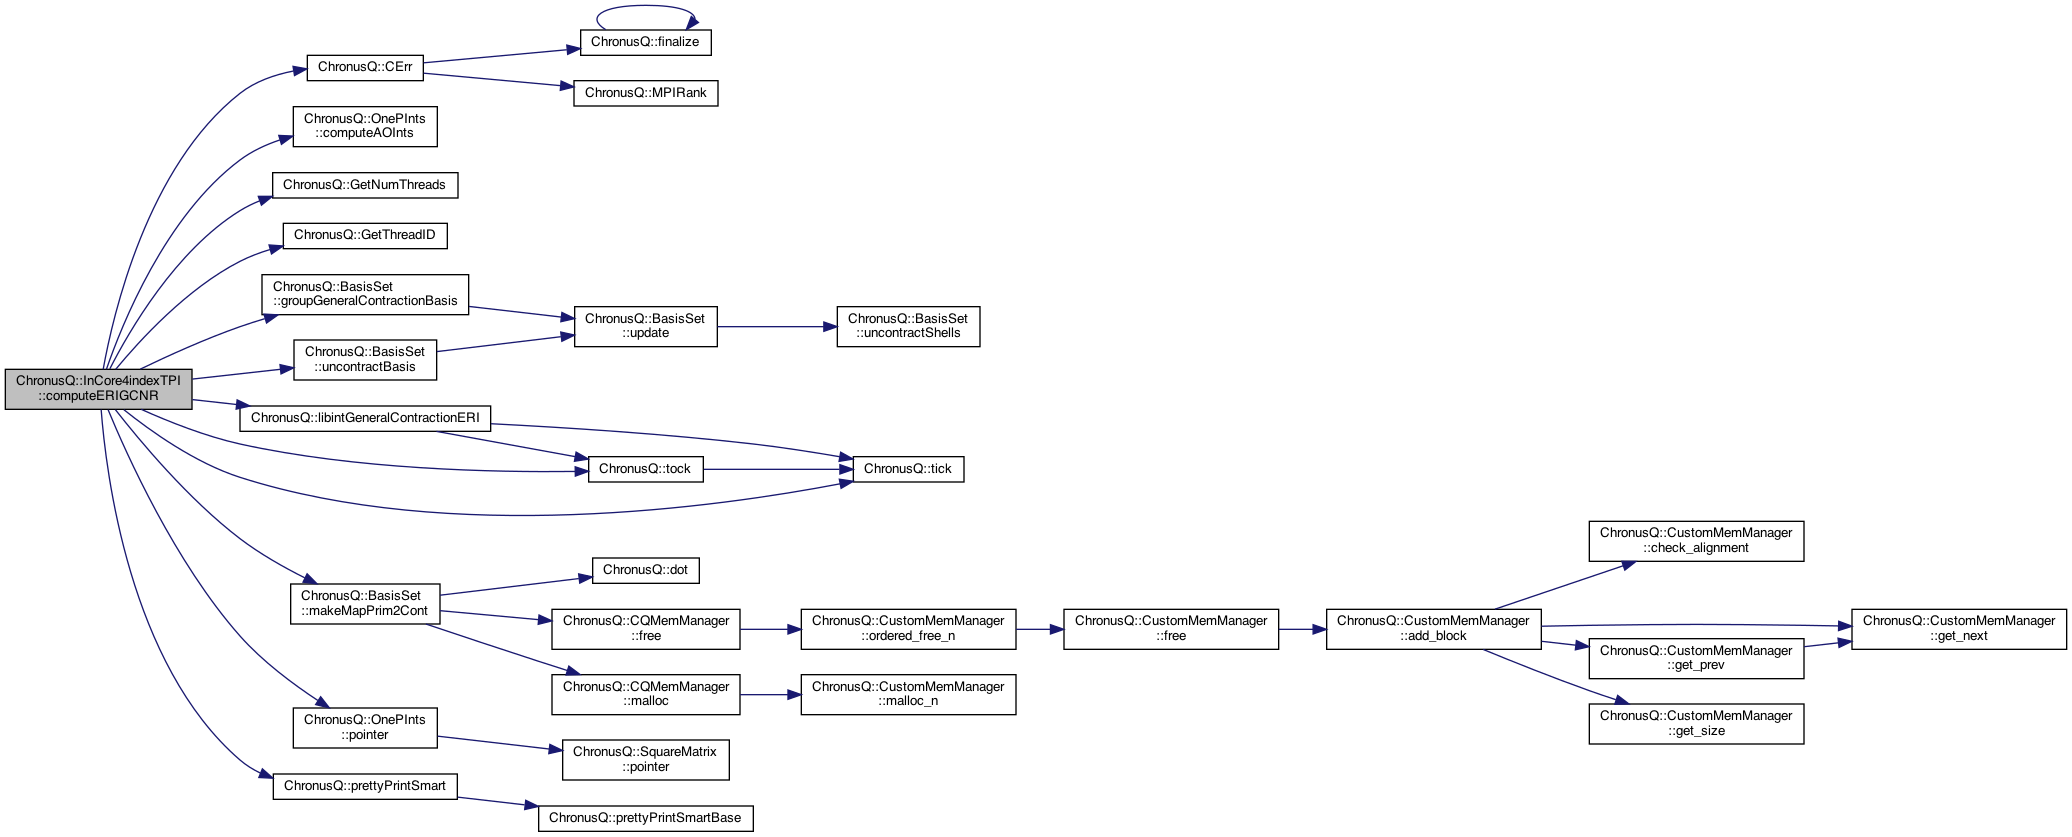 ChronusQ::InCore4indexTPI
::computeERIGCNR
ChronusQ::CErr
ChronusQ::finalize
ChronusQ::MPIRank
ChronusQ::OnePInts
::computeAOInts
ChronusQ::GetNumThreads
ChronusQ::GetThreadID
ChronusQ::BasisSet
::groupGeneralContractionBasis
ChronusQ::BasisSet
::update
ChronusQ::BasisSet
::uncontractShells
ChronusQ::BasisSet
::uncontractBasis
ChronusQ::libintGeneralContractionERI
ChronusQ::tock
ChronusQ::tick
ChronusQ::BasisSet
::makeMapPrim2Cont
ChronusQ::dot
ChronusQ::CQMemManager
::free
ChronusQ::CustomMemManager
::ordered_free_n
ChronusQ::CustomMemManager
::free
ChronusQ::CustomMemManager
::add_block
ChronusQ::CustomMemManager
::check_alignment
ChronusQ::CustomMemManager
::get_next
ChronusQ::CustomMemManager
::get_prev
ChronusQ::CustomMemManager
::get_size
ChronusQ::CQMemManager
::malloc
ChronusQ::CustomMemManager
::malloc_n
ChronusQ::OnePInts
::pointer
ChronusQ::SquareMatrix
::pointer
ChronusQ::prettyPrintSmart
ChronusQ::prettyPrintSmartBase